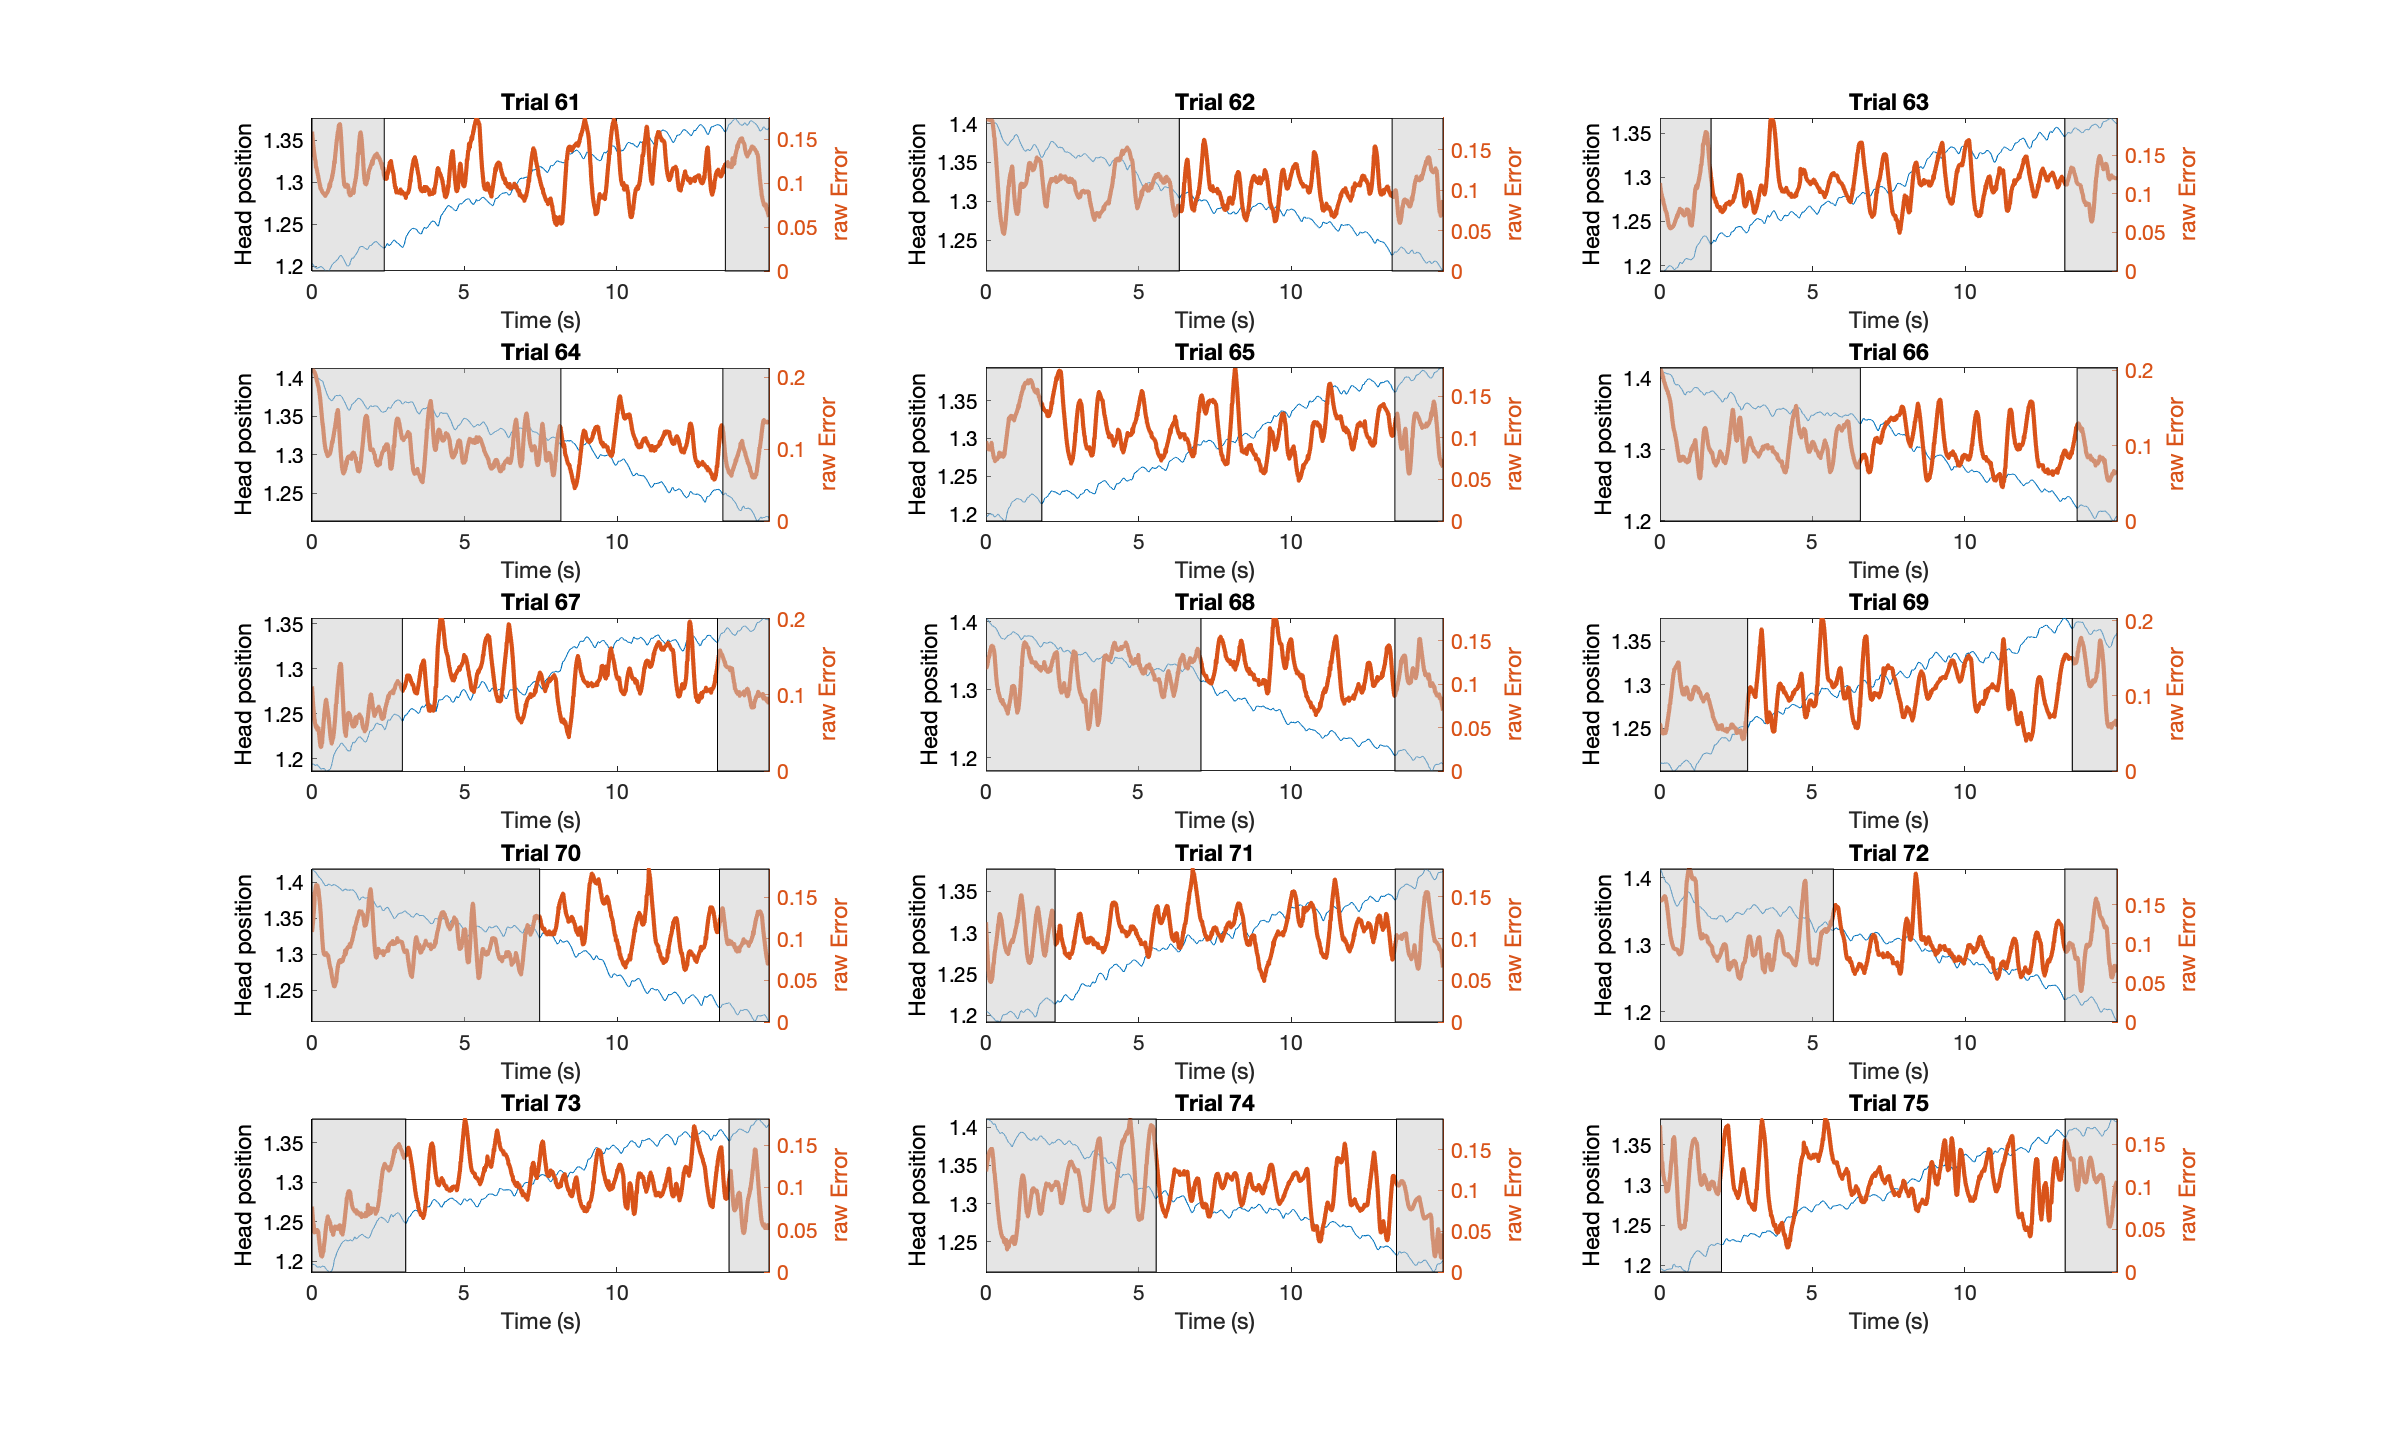 Trial 61
Head position
1.35
1.3
1.25
1.2
0.15
0.1
0.05
0
raw Error
0 5 10
Time (s)
Trial 62
Head position
1.4
1.35
1.3
1.25
0.15
0.1
0.05
0
raw Error
0 5 10
Time (s)
Trial 63
Head position
1.35
1.3
1.25
1.2
0.15
0.1
0.05
0
raw Error
0 5 10
Time (s)
Trial 64
Head position
1.4
1.35
1.3
1.25
0.2
0.1
0
raw Error
0 5 10
Time (s)
Trial 65
Head position
1.35
1.3
1.25
1.2
0.15
0.1
0.05
0
raw Error
0 5 10
Time (s)
Trial 66
Head position
1.4
1.3
1.2
0.2
0.1
0
raw Error
0 5 10
Time (s)
Trial 67
Head position
1.35
1.3
1.25
1.2
0.2
0.1
0
raw Error
0 5 10
Time (s)
Trial 68
Head position
1.4
1.3
1.2
0.15
0.1
0.05
0
raw Error
0 5 10
Time (s)
Trial 69
Head position
1.35
1.3
1.25
0.2
0.1
0
raw Error
0 5 10
Time (s)
Trial 70
Head position
1.4
1.35
1.3
1.25
0.15
0.1
0.05
0
raw Error
0 5 10
Time (s)
Trial 71
Head position
1.35
1.3
1.25
1.2
0.15
0.1
0.05
0
raw Error
0 5 10
Time (s)
Trial 72
Head position
1.4
1.3
1.2
0.15
0.1
0.05
0
raw Error
0 5 10
Time (s)
Trial 73
Head position
1.35
1.3
1.25
1.2
0.15
0.1
0.05
0
raw Error
0 5 10
Time (s)
Trial 74
Head position
1.4
1.35
1.3
1.25
0.15
0.1
0.05
0
raw Error
0 5 10
Time (s)
Trial 75
Head position
1.35
1.3
1.25
1.2
0.15
0.1
0.05
0
raw Error
0 5 10
Time (s)